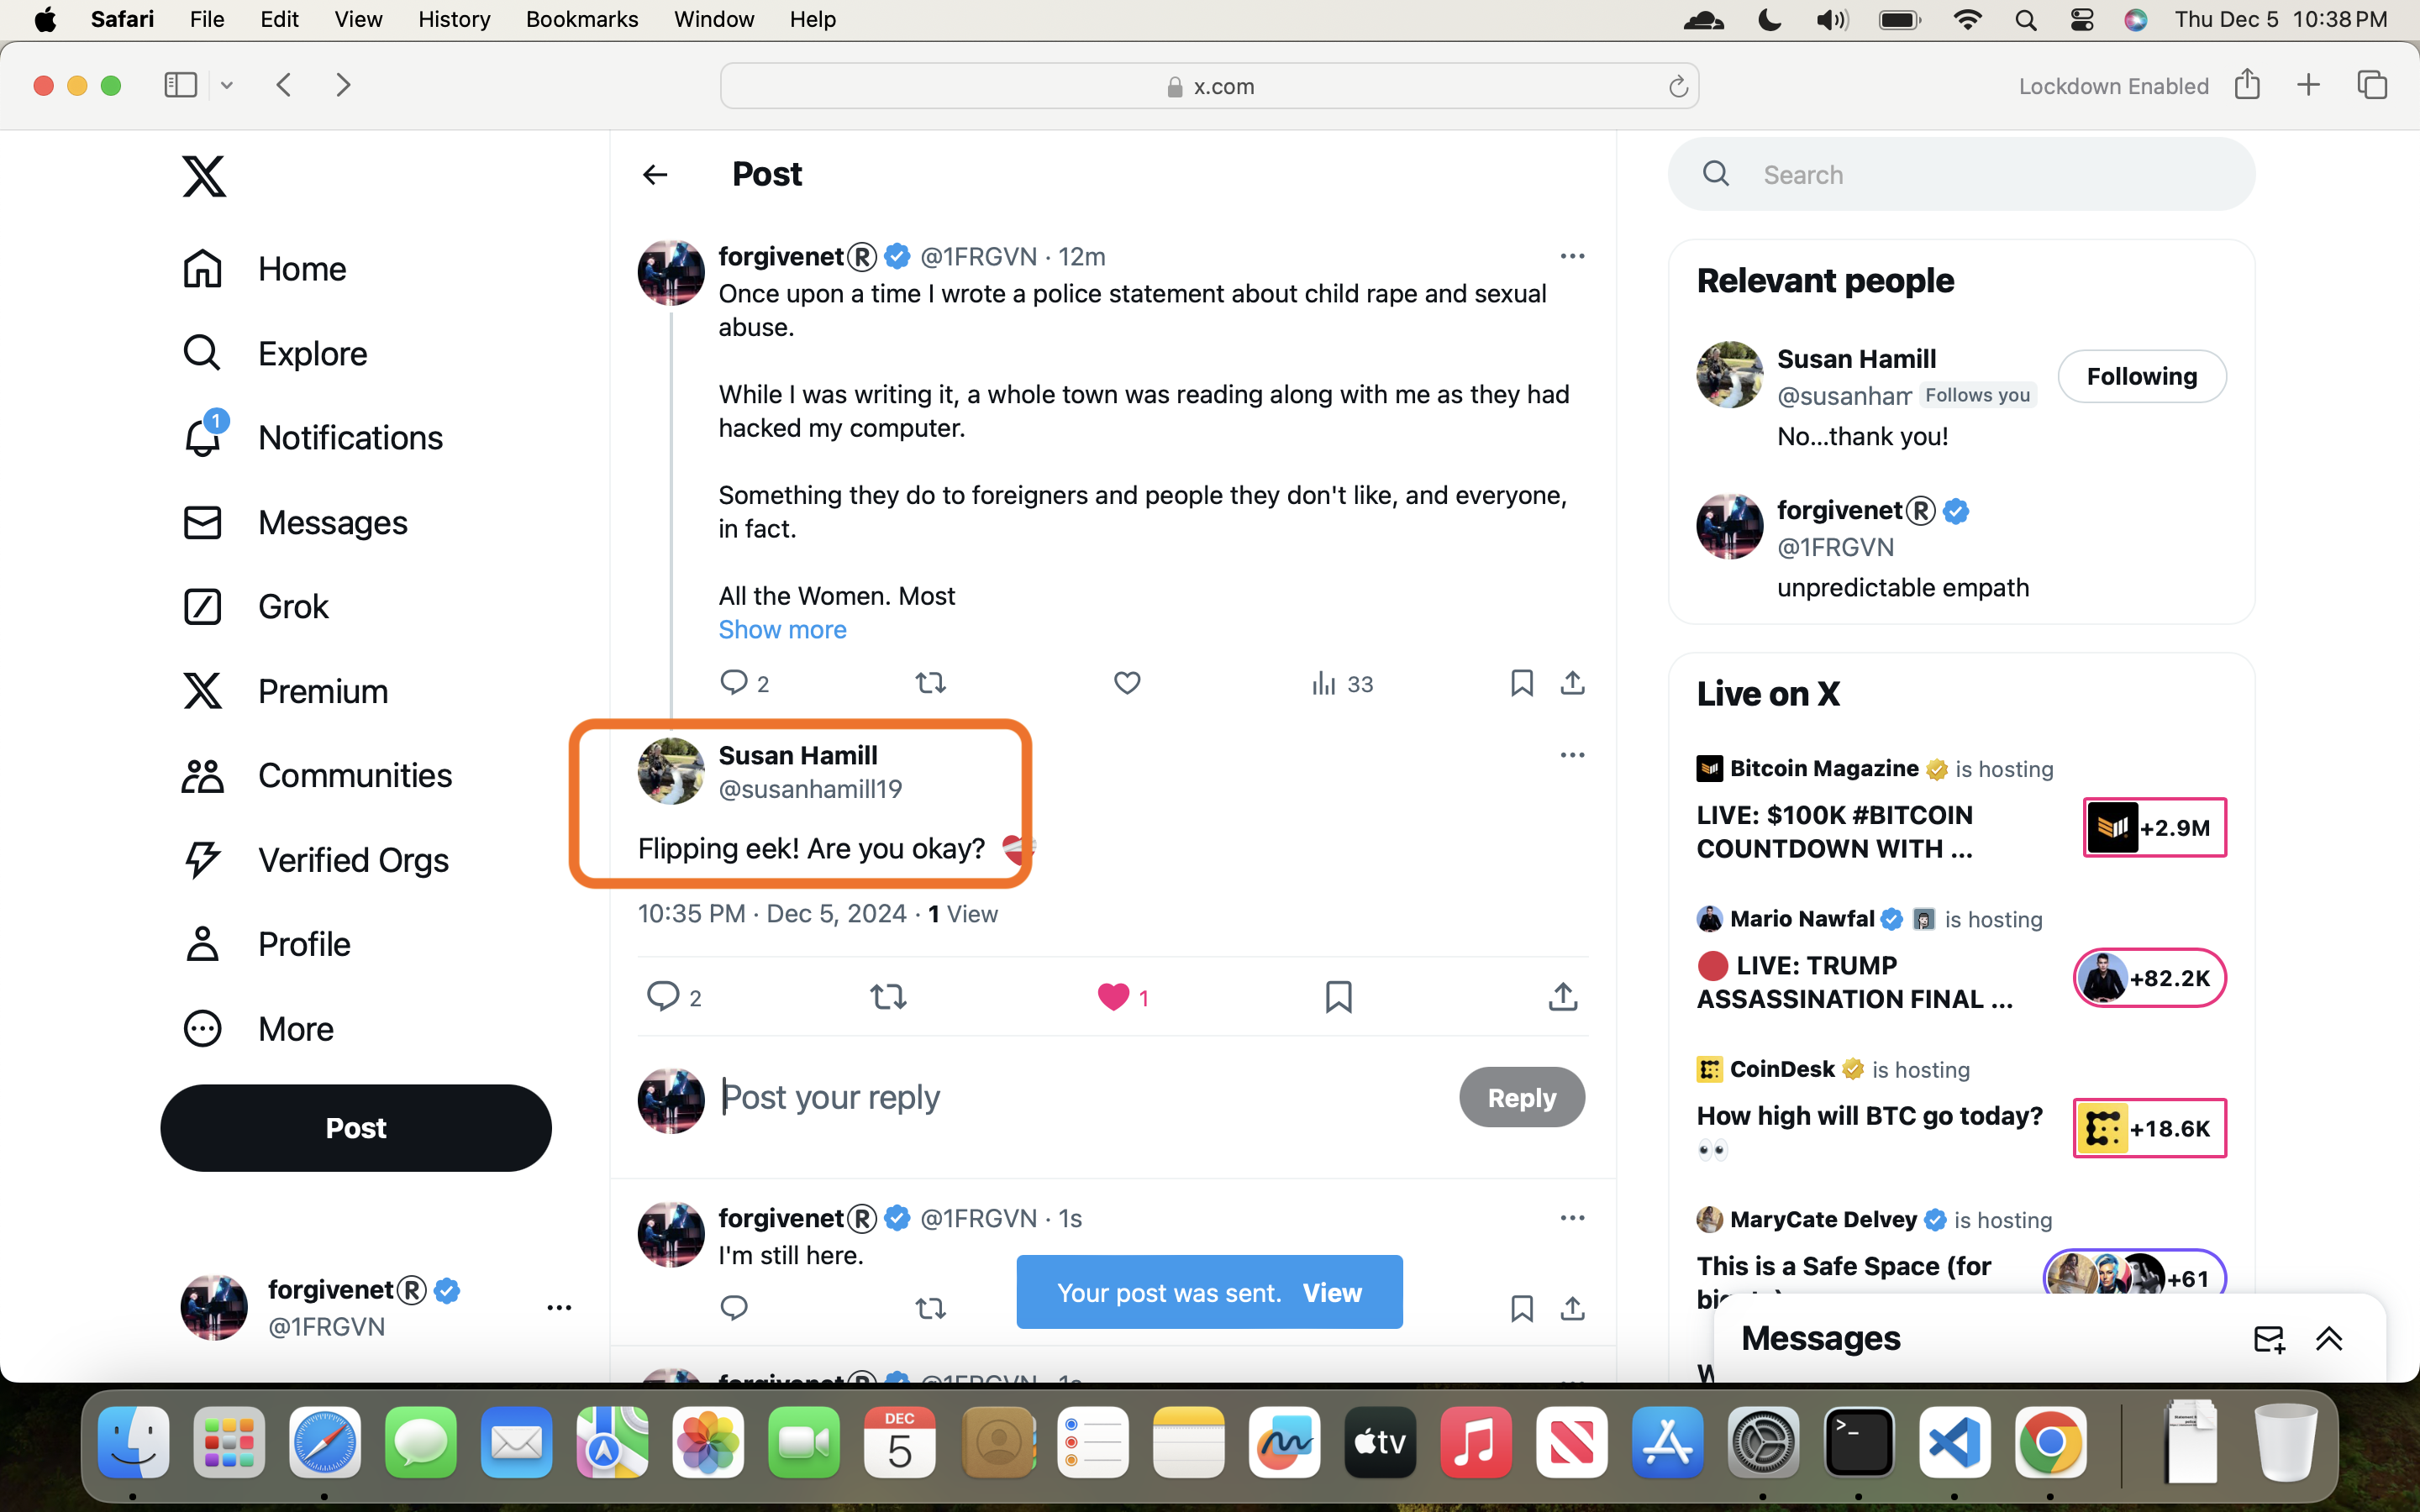 Safari File Edit View History Bookmarks Window Help
Thu Dec 5 10:38 PM
x.com
Lockdown Enabled
Home
Explore
1
Notifications
Messages
Grok
Premium
Communities
Verified Orgs
Profile
More
Post
forgivenet®
@1FRGVN
Post
forgivenet® @1FRGVN · 12m
Once upon a time I wrote a police statement about child rape and sexual
abuse.
While I was writing it, a whole town was reading along with me as they had
hacked my computer.
Something they do to foreigners and people they don't like, and everyone,
in fact.
All the Women. Most
Show more
2
33
Susan Hamill
@susanhamill19
Flipping eek! Are you okay?
10:35 PM · Dec 5, 2024 · 1 View
2
1
Post your reply
Reply
forgivenet® @1FRGVN · 1s
I'm still here.
Your post was sent. View
forgivenet® @1FRGVN · 1s
Search
Relevant people
Susan Hamill
@susanham Follows you
Following
No...thank you!
forgivenet®
@1FRGVN
unpredictable empath
Live on X
Bitcoin Magazine is hosting
LIVE: $100K #BITCOIN
COUNTDOWN WITH ...
+2.9M
Mario Nawfal is hosting
LIVE: TRUMP
ASSASSINATION FINAL ...
+82.2K
CoinDesk is hosting
How high will BTC go today?
+18.6K
MaryCate Delvey is hosting
This is a Safe Space (for
+61
Messages
DEC
5
tv